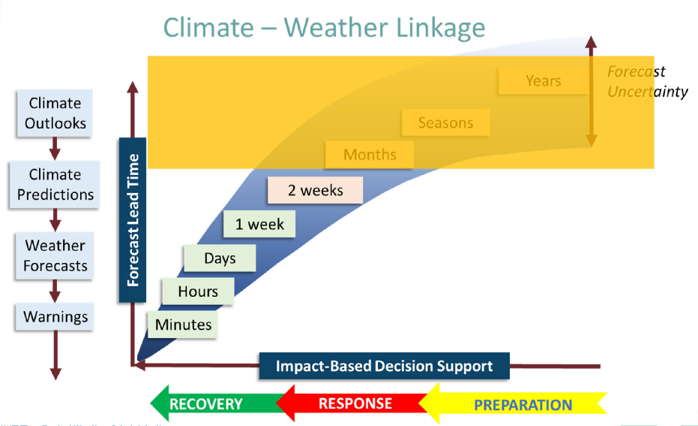 Climate – Weather Linkage
Forecast
Uncertainty
Years
Seasons
Months
2 weeks
1 week
Days
Hours
Minutes
Climate
Outlooks
Climate
Predictions
Weather
Forecasts
Warnings
Forecast Lead Time
Impact-Based Decision Support
RECOVERY
RESPONSE
PREPARATION